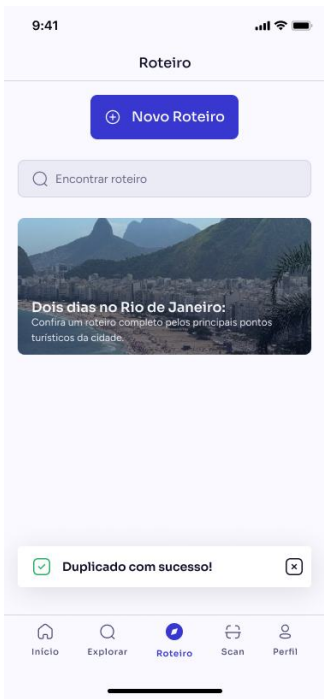 9:41
Roteiro
Novo Roteiro
Encontrar roteiro
Dois dias no Rio de Janeiro:
Confira um roteiro completo pelos principais pontos
turísticos da cidade.
Duplicado com sucesso!
Início Explorar Roteiro Scan Perfil